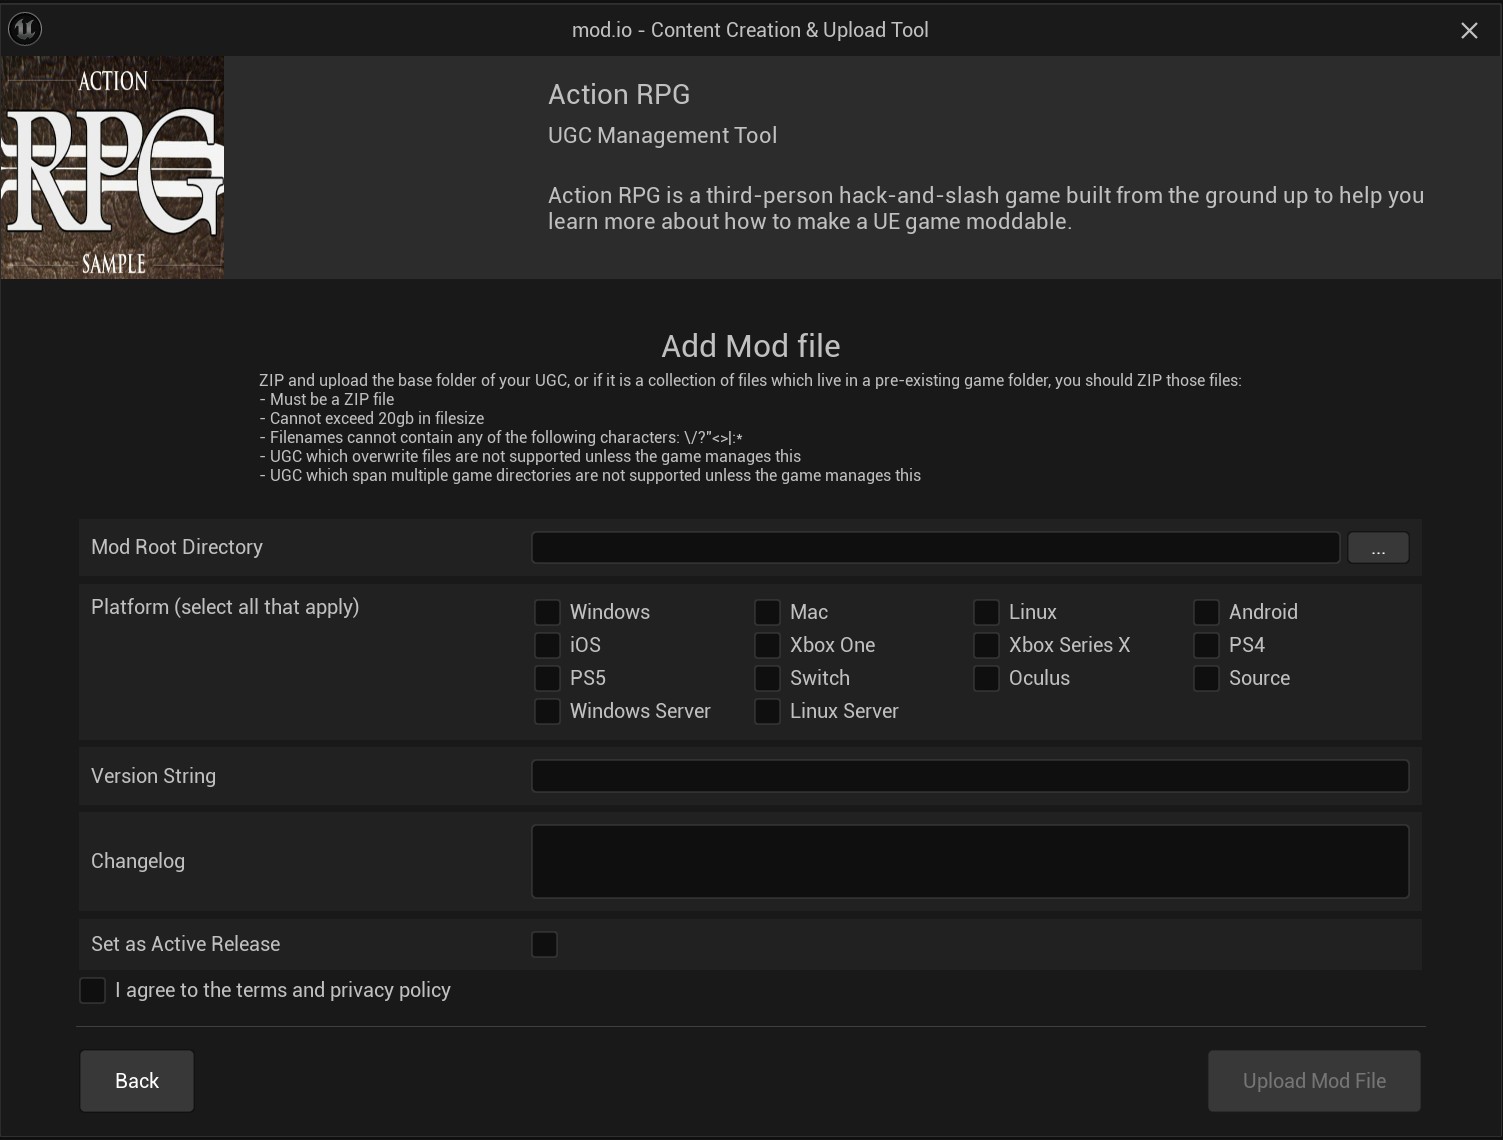 mod.io - Content Creation & Upload Tool
ACTION
RPG
SAMPLE
Action RPG
UGC Management Tool
Action RPG is a third-person hack-and-slash game built from the ground up to help you
learn more about how to make a UE game moddable.
Add Mod file
ZIP and upload the base folder of your UGC, or if it is a collection of files which live in a pre-existing game folder, you should ZIP those files:
- Must be a ZIP file
- Cannot exceed 20gb in filesize
- Filenames cannot contain any of the following characters: \/?"<>|:*
- UGC which overwrite files are not supported unless the game manages this
- UGC which span multiple game directories are not supported unless the game manages this
Mod Root Directory
...
Platform (select all that apply)
Windows Mac Linux Android
iOS Xbox One Xbox Series X PS4
PS5 Switch Oculus Source
Windows Server Linux Server
Version String
Changelog
Set as Active Release
I agree to the terms and privacy policy
Back Upload Mod File